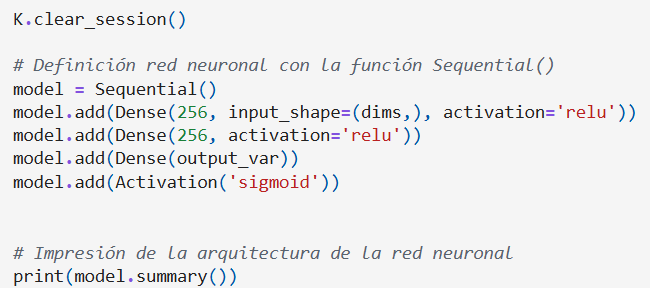 K.clear_session()
# Definición red neuronal con la función Sequential()
model = Sequential()
model.add(Dense(256, input_shape=(dims,), activation='relu'))
model.add(Dense(256, activation='relu'))
model.add(Dense(output_var))
model.add(Activation('sigmoid'))
# Impresión de la arquitectura de la red neuronal
print(model.summary())